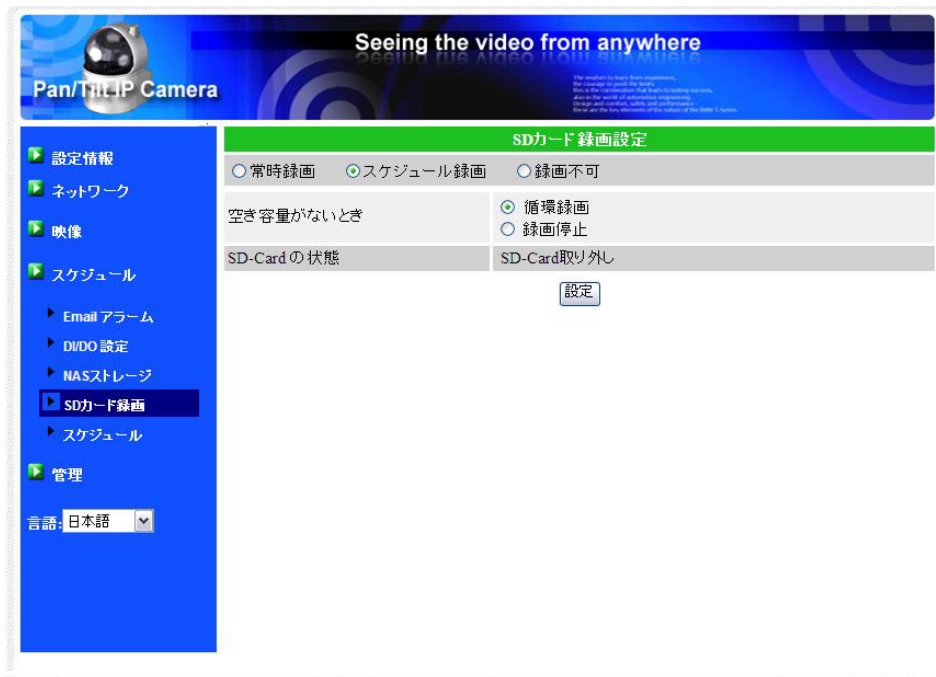 Seeing the video from anywhere
Pan/Tilt IP Camera
SDカード録画設定
常時録画 スケジュール録画 録画不可
空き容量がないとき
循環録画
録画停止
SD-Cardの状態 SD-Card取り外し
設定
設定情報
ネットワーク
映像
スケジュール
Email アラーム
DI/DO 設定
NASストレージ
SDカード録画
スケジュール
管理
言語: 日本語